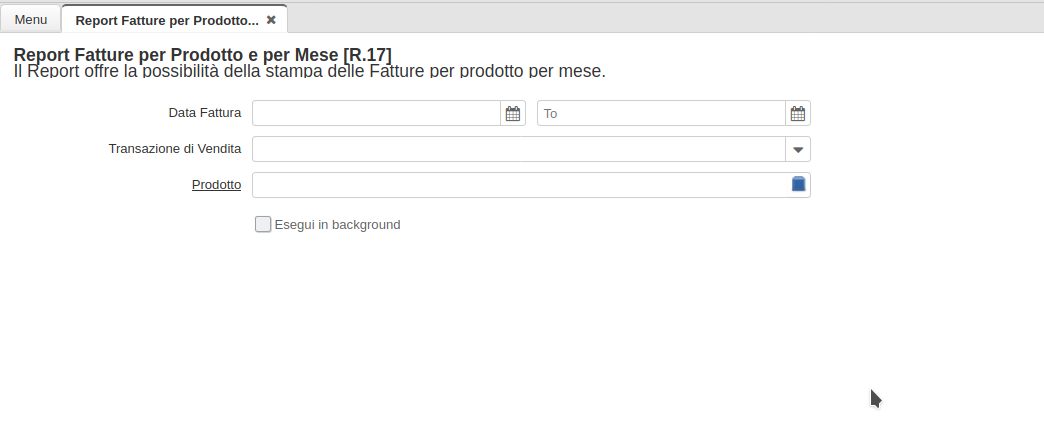 Menu
Report Fatture per Prodotto...
Report Fatture per Prodotto e per Mese [R.17]
Il Report offre la possibilità della stampa delle Fatture per prodotto per mese.
Data Fattura To
Transazione di Vendita
Prodotto
Esegui in background